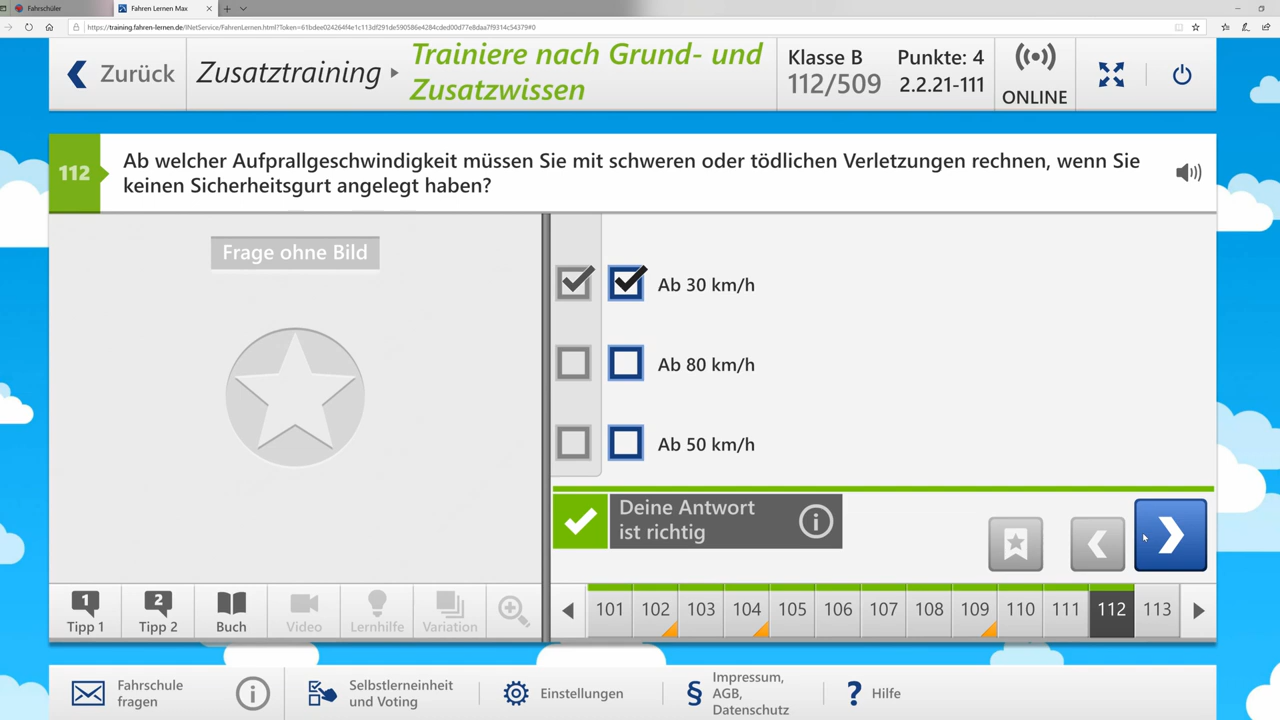 Fahrschüler
Fahren Lernen Max
https://training.fahren-lernen.de/INetService/FahrenLernen.html?Token=61bdee024264f4e1c113df291de590586e4284cded00d77e8daa7f9314c54379#0
Zurück
Zusatztraining
Trainiere nach Grund- und
Zusatzwissen
Klasse B
112/509
Punkte: 4
2.2.21-111
ONLINE
112
Ab welcher Aufprallgeschwindigkeit müssen Sie mit schweren oder tödlichen Verletzungen rechnen, wenn Sie
keinen Sicherheitsgurt angelegt haben?
Frage ohne Bild
Ab 30 km/h
Ab 80 km/h
Ab 50 km/h
Deine Antwort
ist richtig
1
Tipp 1
2
Tipp 2
Buch
Video
Lernhilfe
Variation
101 102 103 104 105 106 107 108 109 110 111 112 113
Fahrschule
fragen
Selbstlerneinheit
und Voting
Einstellungen
§
Impressum,
AGB,
Datenschutz
?
Hilfe